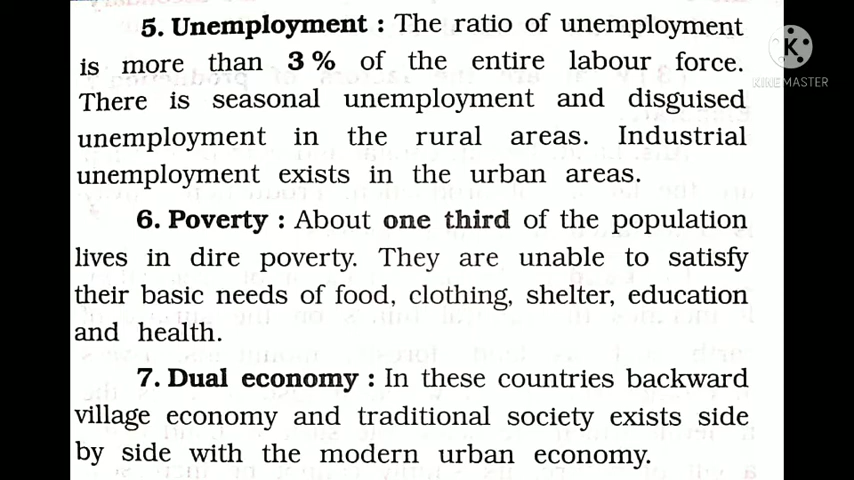 5. Unemployment : The ratio of unemployment
is more than 3 % of the entire labour force.
There is seasonal unemployment and disguised
unemployment in the rural areas. Industrial
unemployment exists in the urban areas.
6. Poverty : About one third of the population
lives in dire poverty. They are unable to satisfy
their basic needs of food, clothing, shelter, education
and health.
7. Dual economy : In these countries backward
village economy and traditional society exists side
by side with the modern urban economy.
K
KINEMASTER